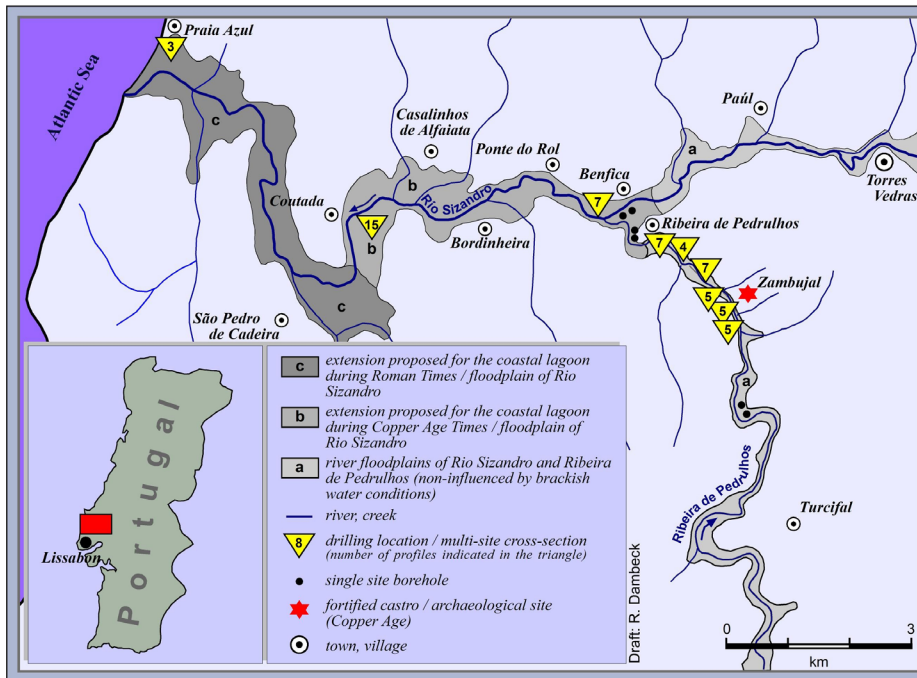 Praia Azul
3
Atlantic Sea
c
Casalinhos
de Alfaiata
Ponte do Rol
Paúl
a
Benfica
Torres
Vedras
b
Rio Sizandro
7
Coutada
15
b
Bordinheira
Ribeira de Pedrulhos
7
4
7
Zambujal
5
5
5
c
São Pedro
de Cadeira
a
Ribeira de Pedrulhos
Turcifal
Portugal
Lissabon
c
extension proposed for the coastal lagoon
during Roman Times / floodplain of Rio
Sizandro
b
extension proposed for the coastal lagoon
during Copper Age Times / floodplain of
Rio Sizandro
a
river floodplains of Rio Sizandro and Ribeira
de Pedrulhos (non-influenced by brackish
water conditions)
river, creek
8
drilling location / multi-site cross-section
(number of profiles indicated in the triangle)
single site borehole
fortified castro / archaeological site
(Copper Age)
town, village
Draft: R. Dambeck
0 3
km